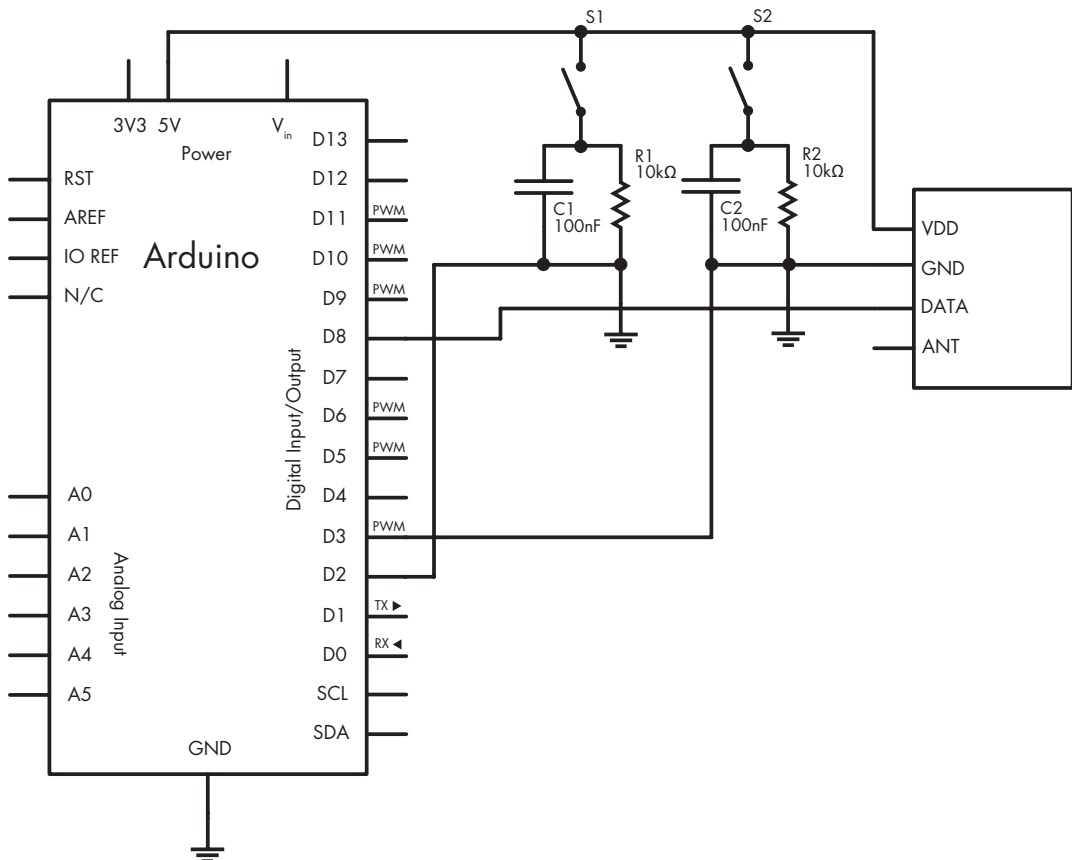 S1
S2
3V3 5V
Vin
Power
Arduino
RST
AREF
IO REF
N/C
A0
A1
A2
A3
A4
A5
Analog Input
D13
D12
D11
PWM
D10
PWM
D9
PWM
D8
D7
D6
PWM
D5
PWM
D4
D3
PWM
D2
D1
TX ▶
D0
RX ◀
SCL
SDA
Digital Input/Output
GND
C1
100nF
R1
10kΩ
C2
100nF
R2
10kΩ
VDD
GND
DATA
ANT